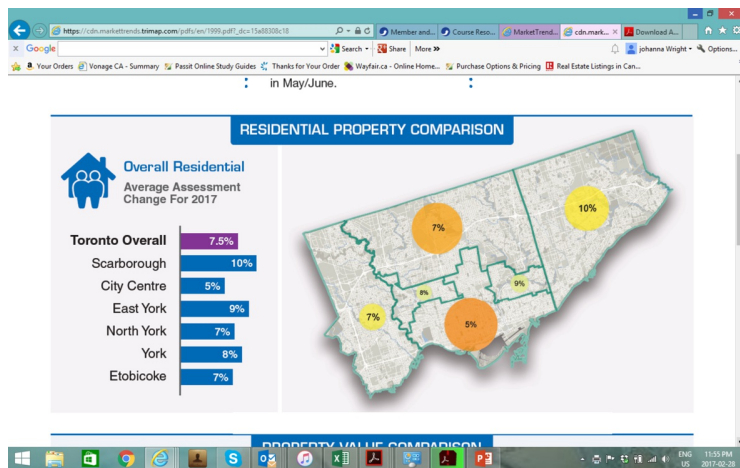 https://cdn.markettrends.trimap.com/pdfs/en/1999.pdf?_dc=15a88308c18
Member and...
Course Reso...
MarketTrend...
cdn.mark...
Download A...
x Google
Search
Share
More »
johanna Wright
Options...
Your Orders
Vonage CA - Summary
Passit Online Study Guides
Thanks for Your Order
Wayfair.ca - Online Home...
Purchase Options & Pricing
Real Estate Listings in Can...
in May/June.
RESIDENTIAL PROPERTY COMPARISON
Overall Residential
Average Assessment
Change For 2017
Toronto Overall 7.5%
Scarborough 10%
City Centre 5%
East York 9%
North York 7%
York 8%
Etobicoke 7%
10%
7%
9%
8%
7%
5%
PROPERTY VALUE COMPARISON
ENG 11:55 PM
US 2017-02-28